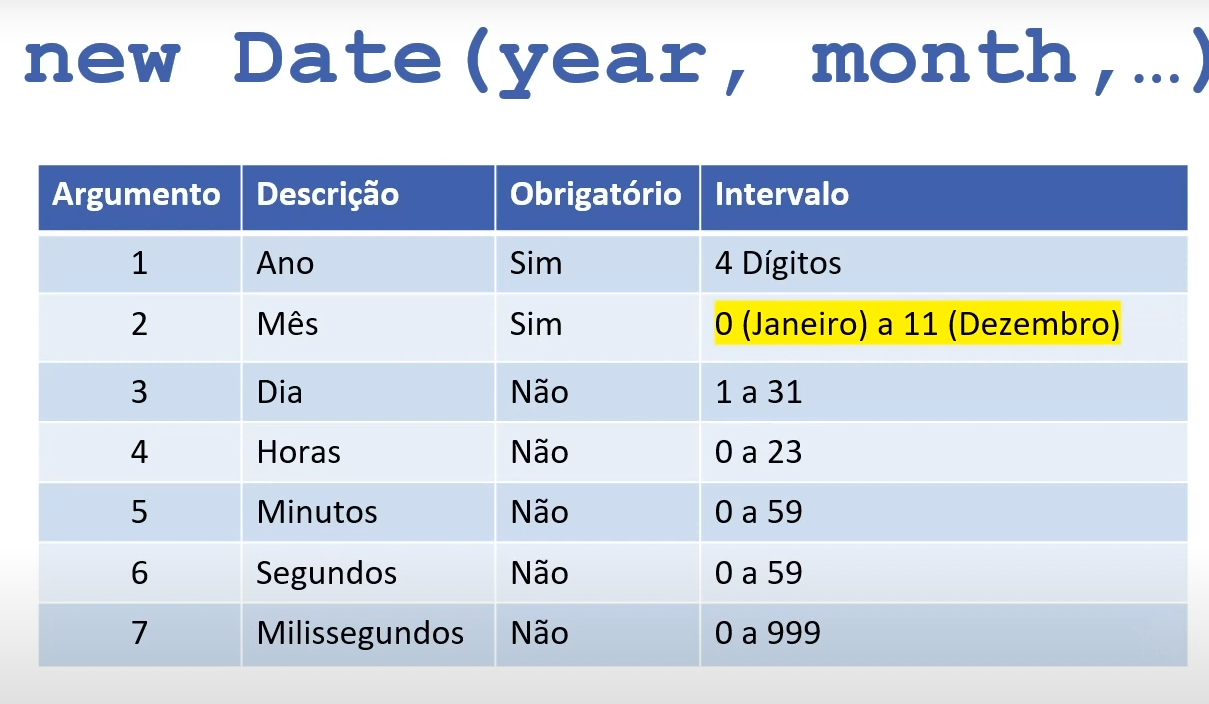 new Date(year, month,…)
Argumento Descrição Obrigatório Intervalo
1 Ano Sim 4 Dígitos
2 Mês Sim 0 (Janeiro) a 11 (Dezembro)
3 Dia Não 1 a 31
4 Horas Não 0 a 23
5 Minutos Não 0 a 59
6 Segundos Não 0 a 59
7 Milissegundos Não 0 a 999